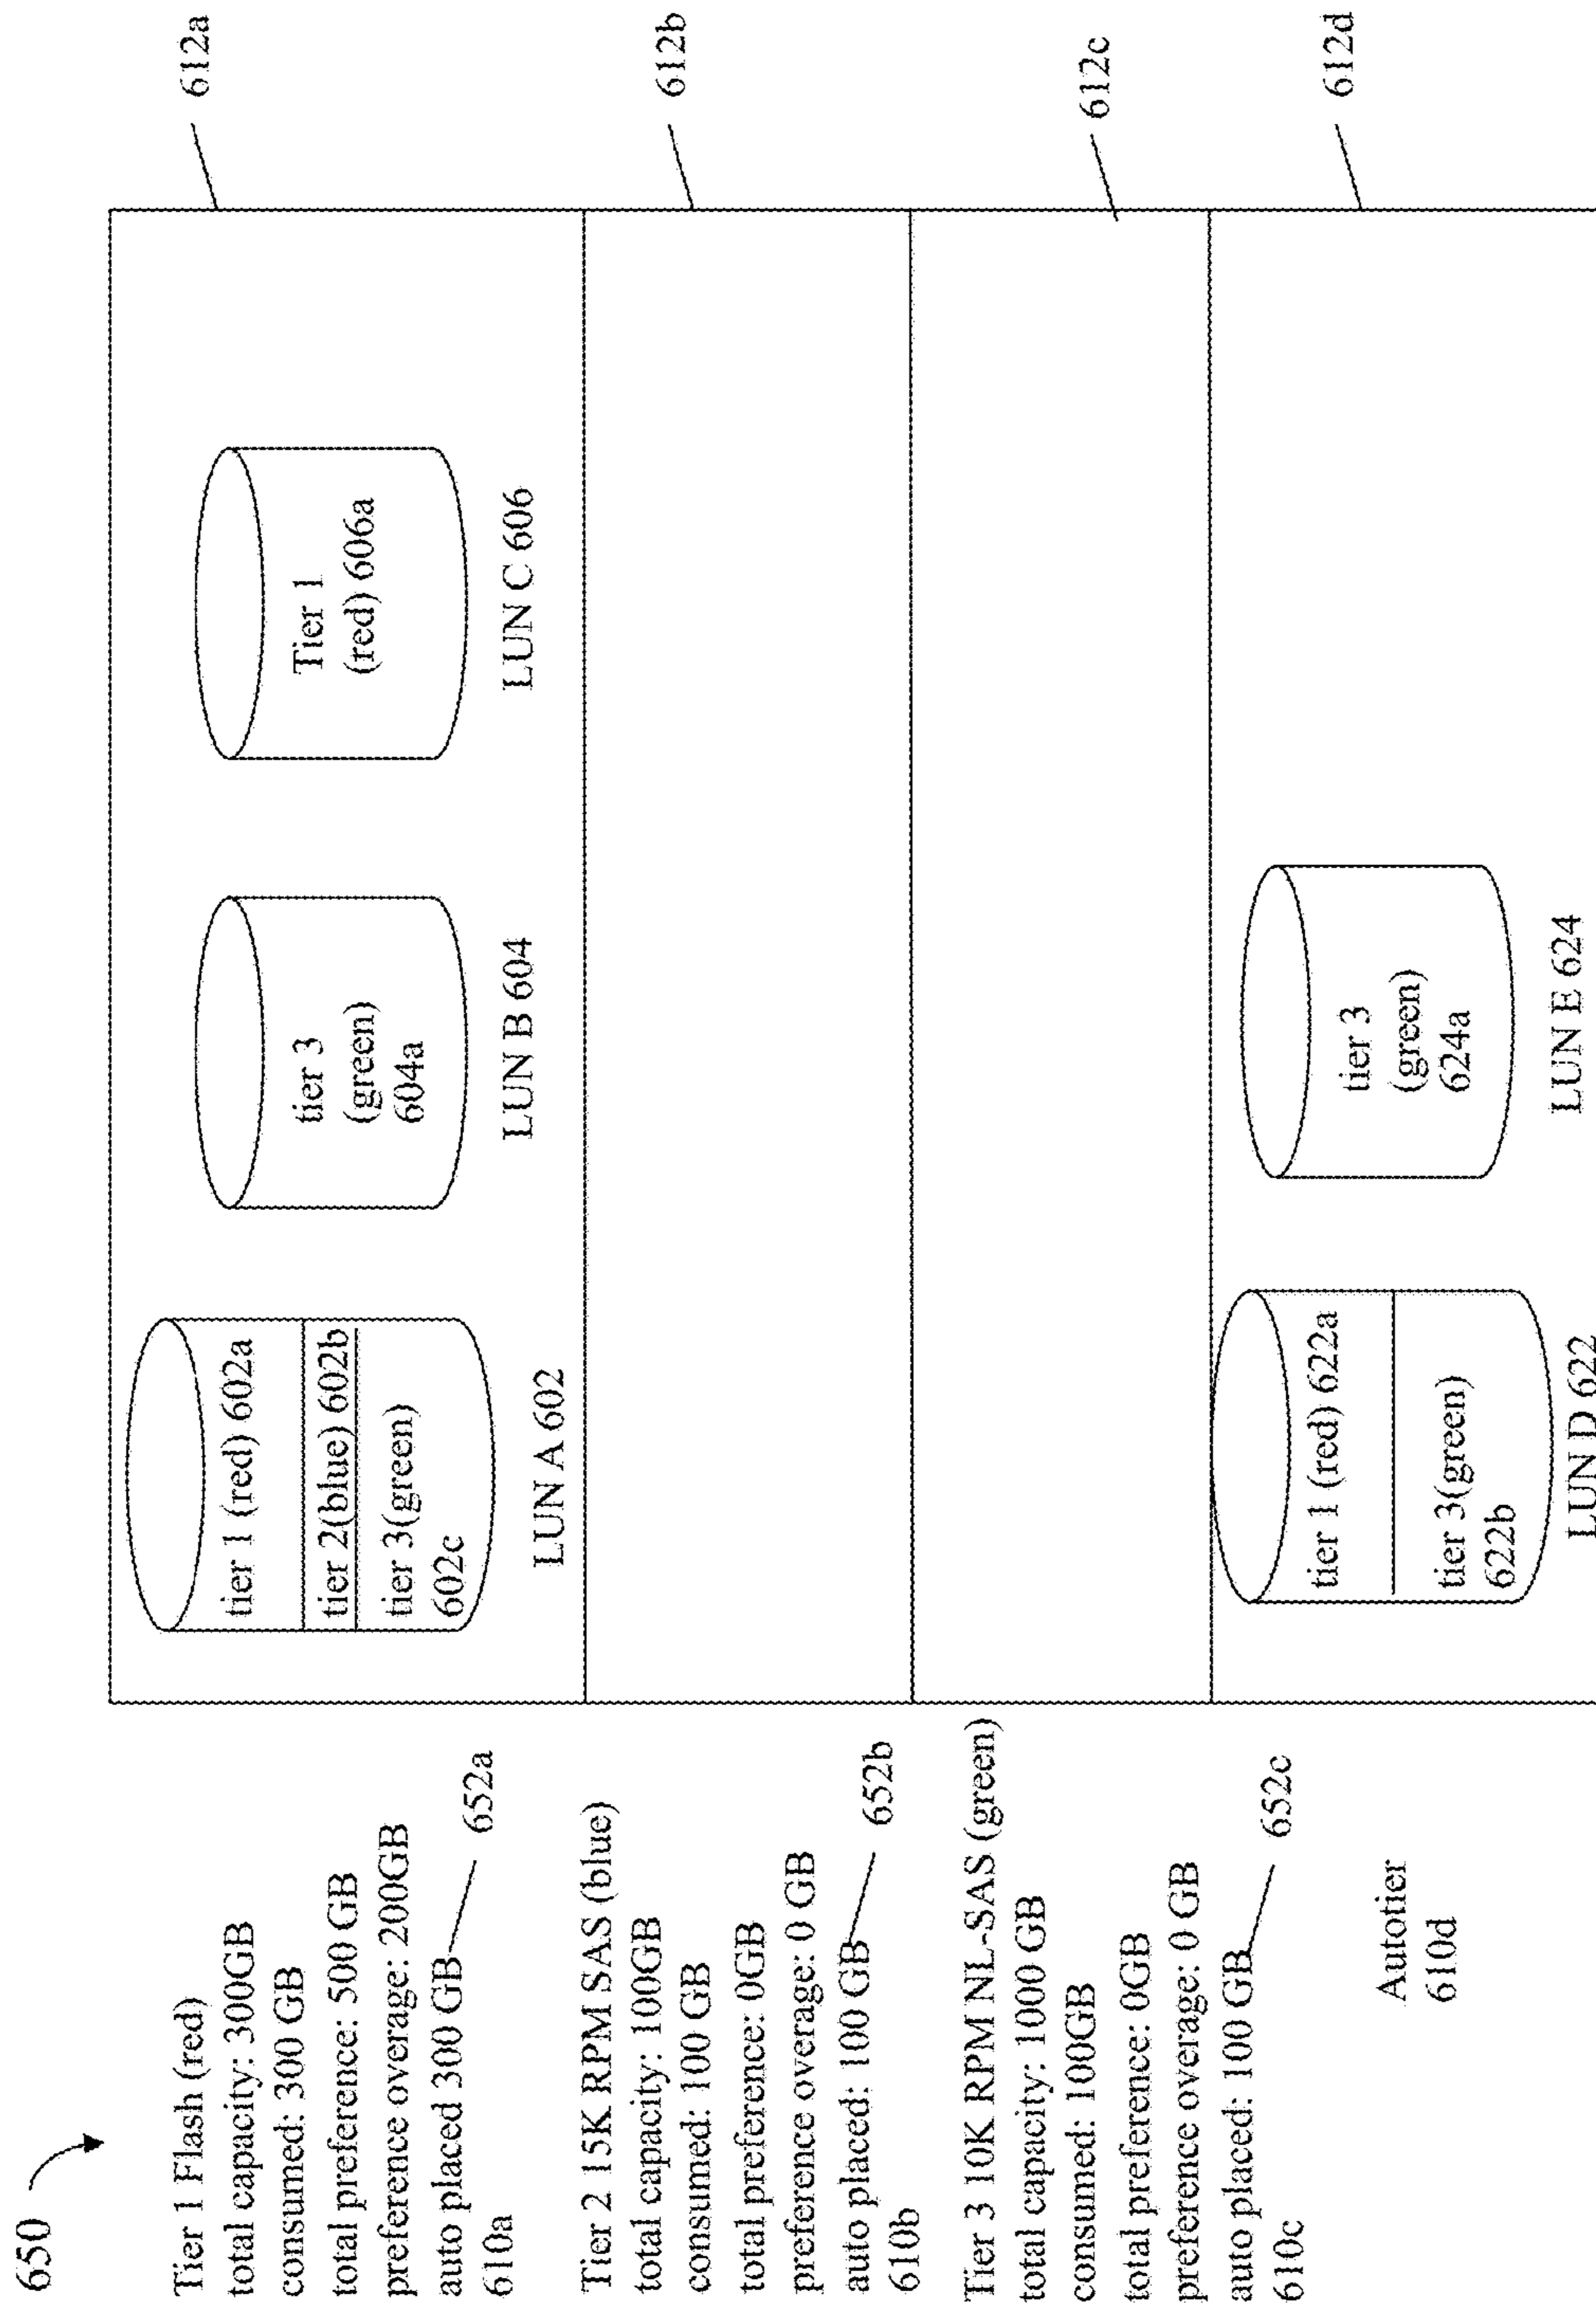 650
Tier 1 Flash (red)
total capacity: 300GB
consumed: 300 GB
total preference: 500 GB
preference overage: 200GB
auto placed 300 GB
610a
652a
tier 1 (red) 602a
tier 2(blue) 602b
tier 3(green)
602c
LUN A 602
tier 3
(green)
604a
LUN B 604
Tier 1
(red) 606a
LUN C 606
612a
Tier 2 15K RPM SAS (blue)
total capacity: 100GB
consumed: 100 GB
total preference: 0GB
preference overage: 0 GB
auto placed: 100 GB
610b
652b
612b
Tier 3 10K RPM NL-SAS (green)
total capacity: 1000 GB
consumed: 100GB
total preference: 0GB
preference overage: 0 GB
auto placed: 100 GB
610c
652c
612c
Autotier
610d
tier 1 (red) 622a
tier 3(green)
622b
LUN D 622
tier 3
(green)
624a
LUN E 624
612d